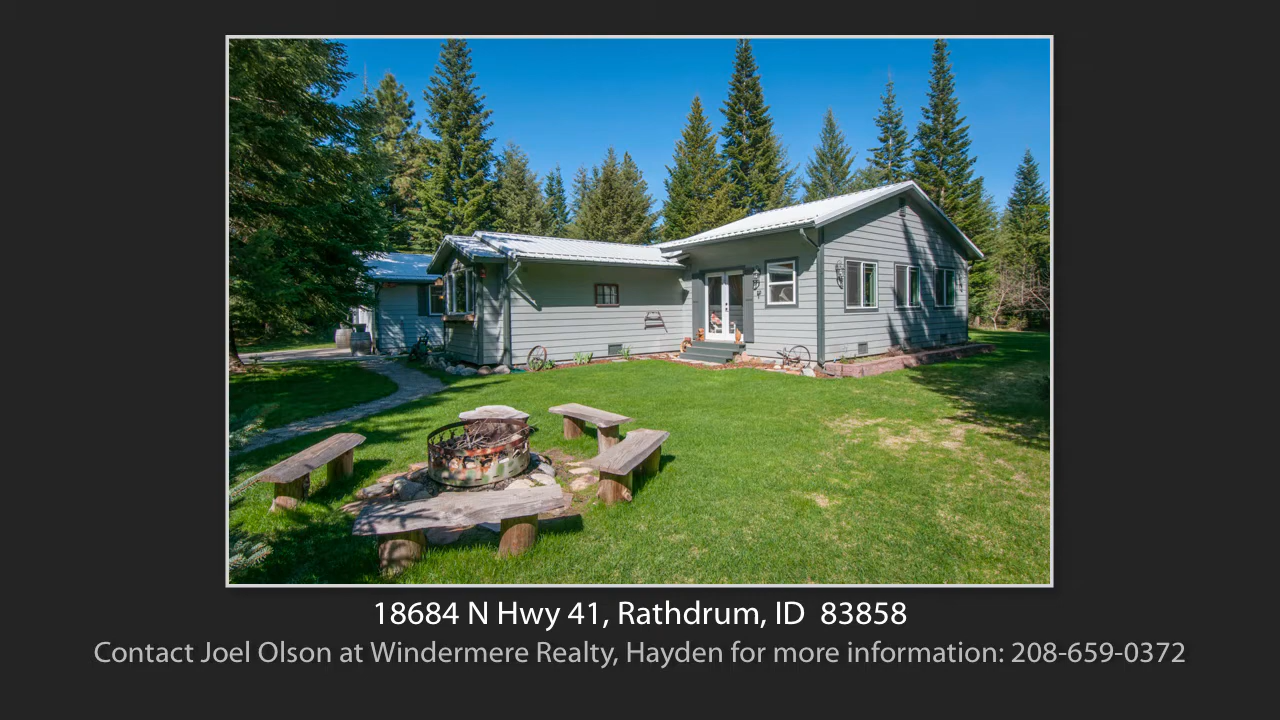 18684 N Hwy 41, Rathdrum, ID  83858
Contact Joel Olson at Windermere Realty, Hayden for more information: 208-659-0372